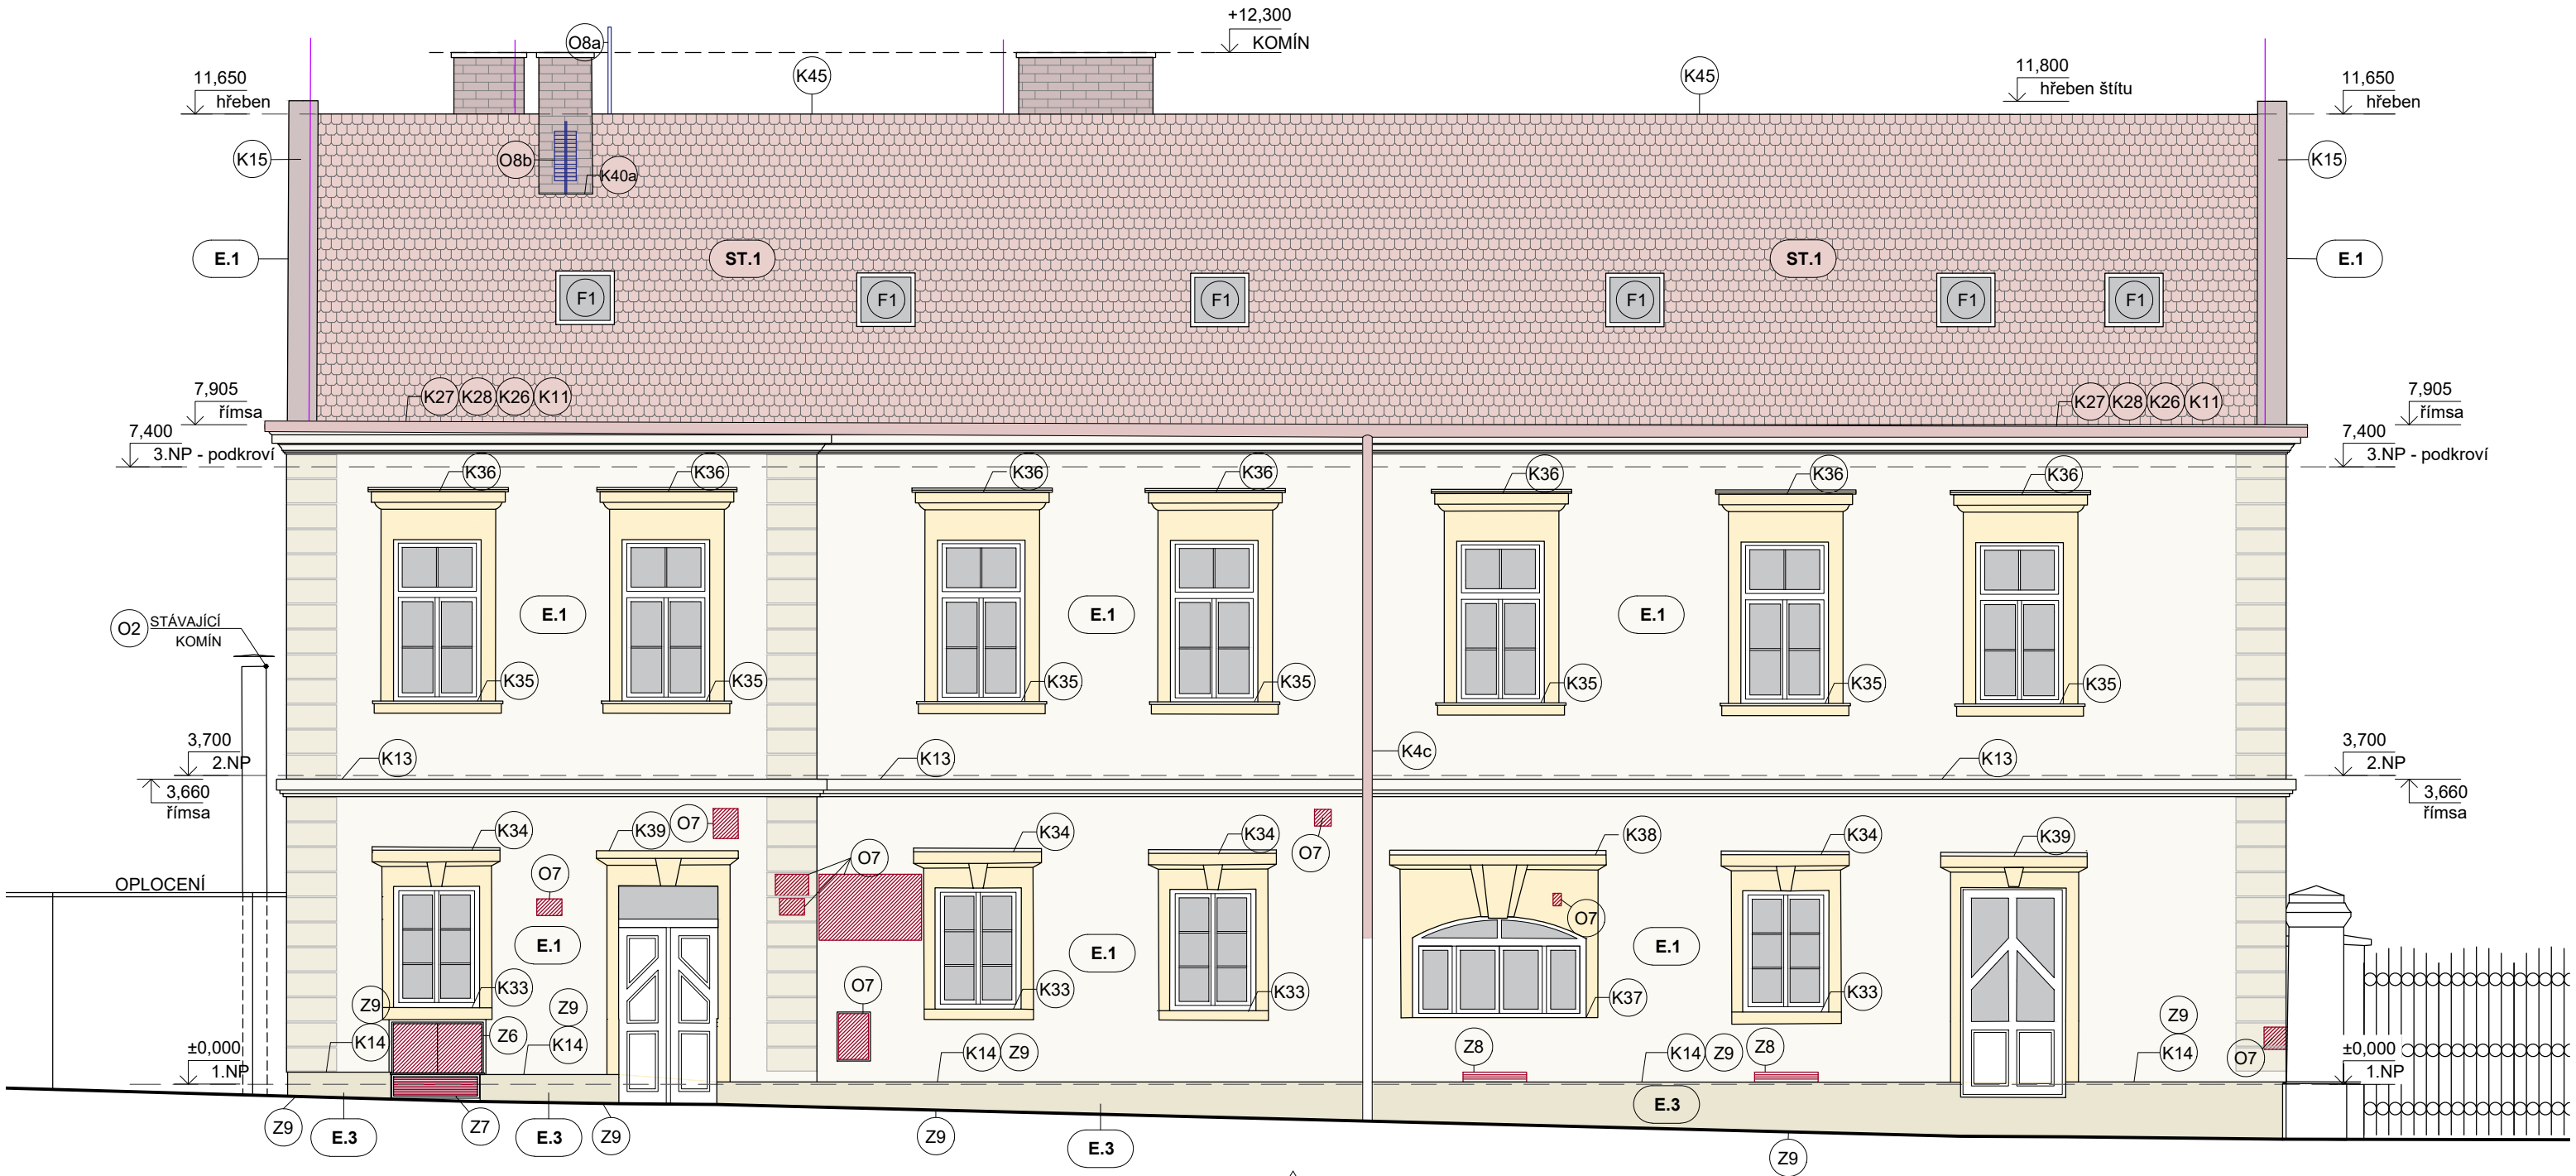 +12,300
KOMÍN
O8a
K45
K45
11,650
hřeben
11,800
hřeben štítu
11,650
hřeben
K15
O8b
K40a
K15
E.1
ST.1
ST.1
E.1
F1
F1
F1
F1
F1
F1
7,905
římsa
K27 K28 K26 K11
K27 K28 K26 K11
7,905
římsa
7,400
3.NP - podkroví
7,400
3.NP - podkroví
K36
K36
K36
K36
K36
K36
K36
O2 STÁVAJÍCÍ
KOMÍN
E.1
E.1
E.1
K35
K35
K35
K35
K35
K35
K35
3,700
2.NP
K13
K13
K4c
K13
3,700
2.NP
3,660
římsa
3,660
římsa
K34
K39
O7
K34
K34
O7
K38
K34
K39
OPLOCENÍ
O7
O7
O7
E.1
E.1
E.1
K33
K33
K33
K37
K33
Z9
K14
Z6
Z9
K14
O7
K14 Z9
Z8
K14 Z9
Z8
Z9
K14
O7
±0,000
1.NP
±0,000
1.NP
Z9
E.3
Z7
E.3
Z9
Z9
E.3
E.3
Z9